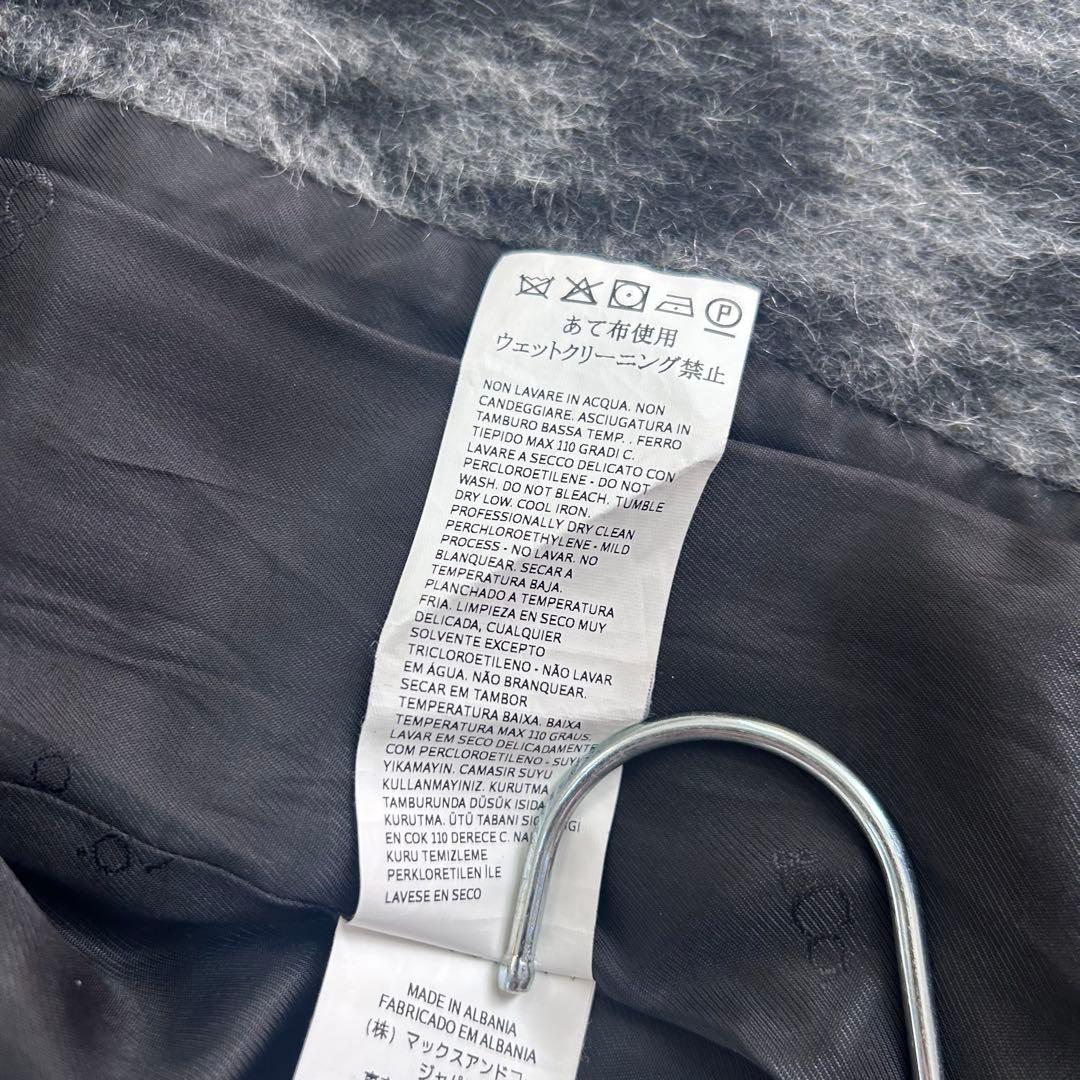 P
あて布使用
ウェットクリーニング禁止
NON LAVARE IN ACQUA. NON
CANDEGGIARE. ASCIUGATURA IN
TAMBURO BASSA TEMP. . FERRO
TIEPIDO MAX 110 GRADI C.
LAVARE A SECCO DELICATO CON
PERCLOROETILENE - DO NOT
WASH. DO NOT BLEACH. TUMBLE
DRY LOW. COOL IRON.
PROFESSIONALLY DRY CLEAN
PERCHLOROETHYLENE - MILD
PROCESS - NO LAVAR. NO
BLANQUEAR. SECAR A
TEMPERATURA BAJA.
PLANCHADO A TEMPERATURA
FRIA. LIMPIEZA EN SECO MUY
DELICADA, CUALQUIER
SOLVENTE EXCEPTO
TRICLOROETILENO - NÃO LAVAR
EM ÁGUA. NÃO BRANQUEAR.
SECAR EM TAMBOR
TEMPERATURA BAIXA. BAIXA
TEMPERATURA MAX 110 GRAUS.
LAVAR EM SECO DELICADAMENTE
COM PERCLOROETILENO - SUYLA
YIKAMAYIN. CAMASIR SUYU
KULLANMAYINIZ. KURUTMA
TAMBURUNDA DÜSÜK ISIDA
KURUTMA. ÜTÜ TABANI
EN COK 110 DERECE C.
KURU TEMIZLEME
PERKLORETILEN İLE
LAVESE EN SECO
MADE IN ALBANIA
FABRICADO EM ALBANIA
(株) マックスアンドコ
ジャパ